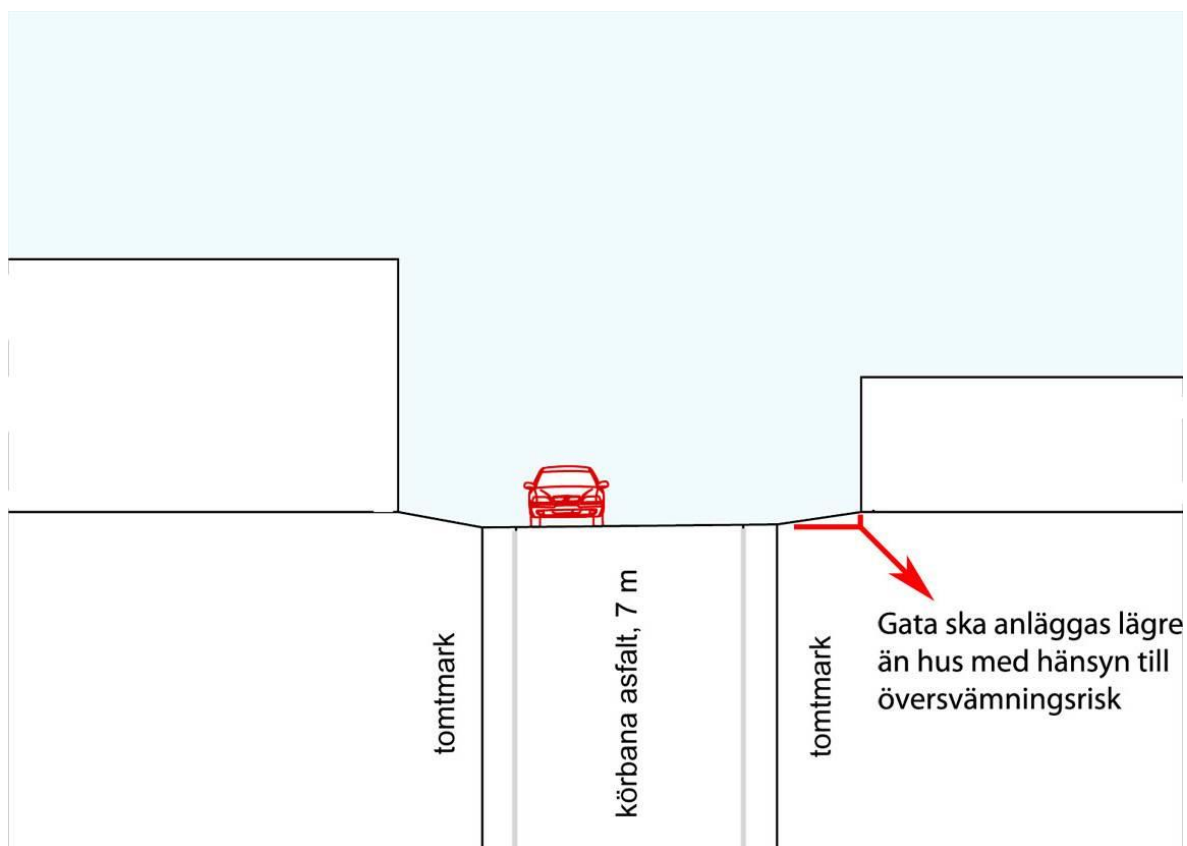 tomtmark
körbana asfalt, 7 m
tomtmark
Gata ska anläggas lägre
än hus med hänsyn till
översvämningsrisk